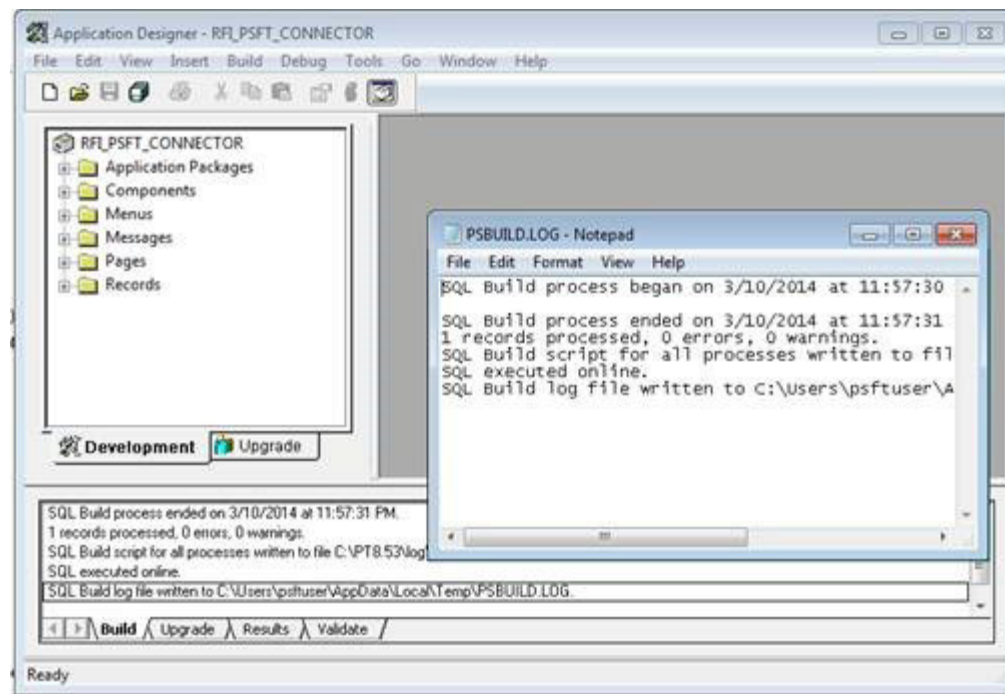 Application Designer - RFI_PSFT_CONNECTOR
File Edit View Insert Build Debug Tools Go Window Help
RFI_PSFT_CONNECTOR
Application Packages
Components
Menus
Messages
Pages
Records
Development
Upgrade
PSBUILD.LOG - Notepad
File Edit Format View Help
SQL Build process began on 3/10/2014 at 11:57:30
SQL Build process ended on 3/10/2014 at 11:57:31
1 records processed, 0 errors, 0 warnings.
SQL Build script for all processes written to fil
SQL executed online.
SQL Build log file written to C:\Users\psftuser\A
SQL Build process ended on 3/10/2014 at 11:57:31 PM.
1 records processed, 0 errors, 0 warnings.
SQL Build script for all processes written to file C:\PT8.53\log\
SQL executed online.
SQL Build log file written to C:\Users\psftuser\AppData\Local\Temp\PSBUILD.LOG.
Build Upgrade Results Validate
Ready